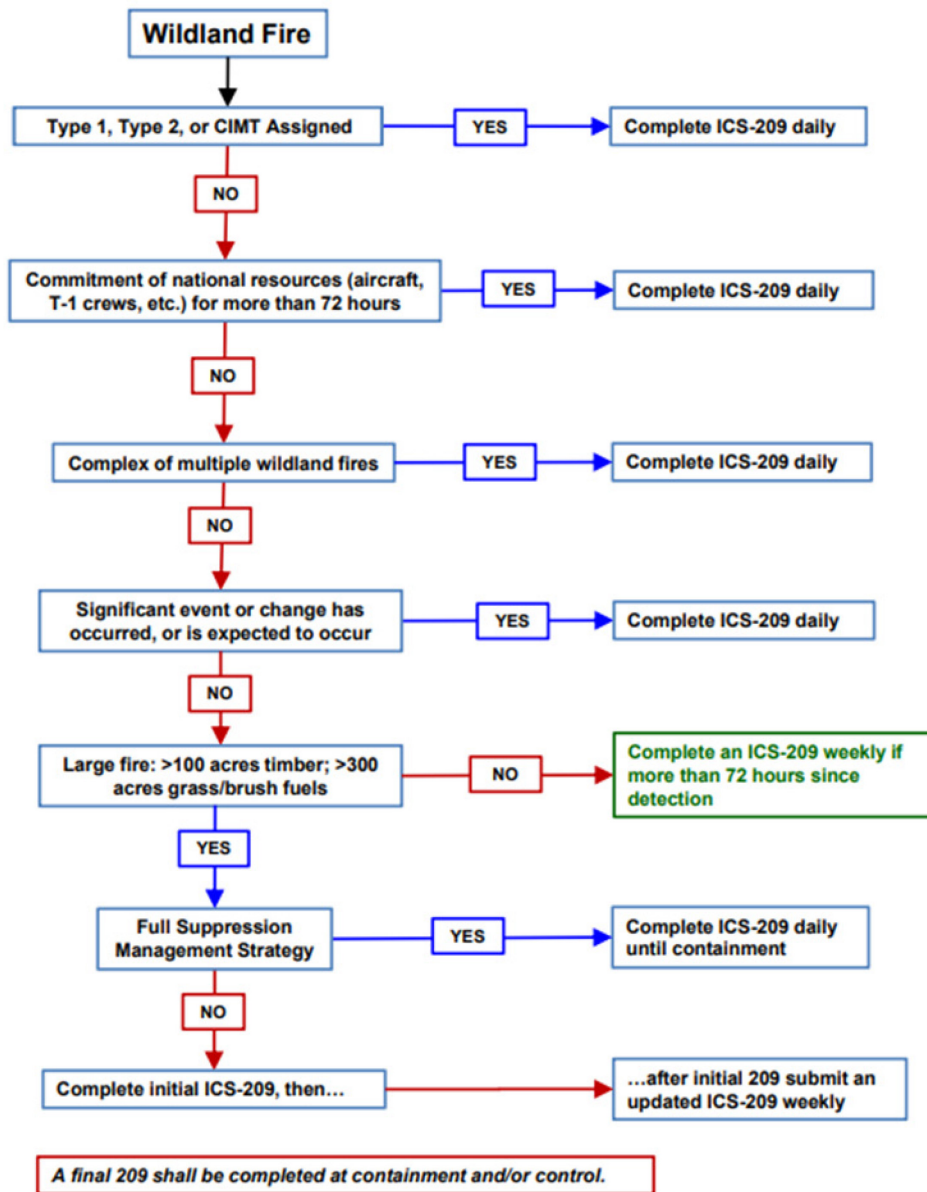 Wildland Fire
Type 1, Type 2, or CIMT Assigned
YES
Complete ICS-209 daily
NO
Commitment of national resources (aircraft,
T-1 crews, etc.) for more than 72 hours
YES
Complete ICS-209 daily
NO
Complex of multiple wildland fires
YES
Complete ICS-209 daily
NO
Significant event or change has
occurred, or is expected to occur
YES
Complete ICS-209 daily
NO
Large fire: >100 acres timber; >300
acres grass/brush fuels
NO
Complete an ICS-209 weekly if
more than 72 hours since
detection
YES
Full Suppression
Management Strategy
YES
Complete ICS-209 daily
until containment
NO
Complete initial ICS-209, then…
…after initial 209 submit an
updated ICS-209 weekly
A final 209 shall be completed at containment and/or control.